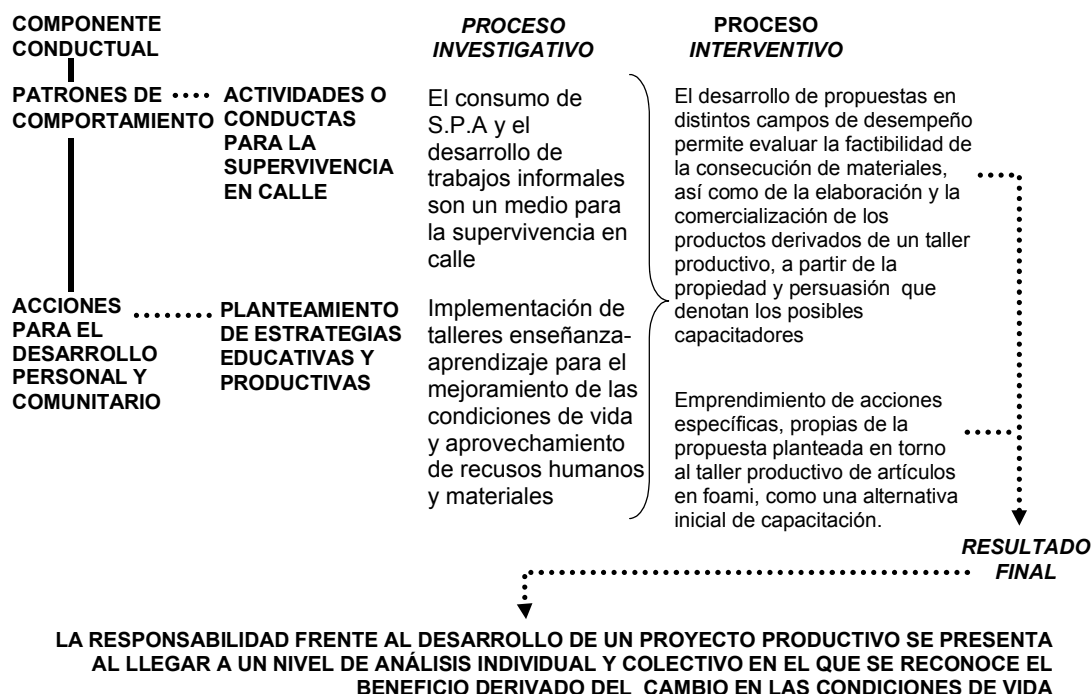 COMPONENTE
CONDUCTUAL
PROCESO
INVESTIGATIVO
PROCESO
INTERVENTIVO
PATRONES DE
COMPORTAMIENTO
ACTIVIDADES O
CONDUCTAS
PARA LA
SUPERVIVENCIA
EN CALLE
El consumo de
S.P.A y el
desarrollo de
trabajos informales
son un medio para
la supervivencia en
calle
El desarrollo de propuestas en
distintos campos de desempeño
permite evaluar la factibilidad de
la consecución de materiales,
así como de la elaboración y la
comercialización de los
productos derivados de un taller
productivo, a partir de la
propiedad y persuasión que
denotan los posibles
capacitadores
ACCIONES
PARA EL
DESARROLLO
PERSONAL Y
COMUNITARIO
PLANTEAMIENTO
DE ESTRATEGIAS
EDUCATIVAS Y
PRODUCTIVAS
Implementación de
talleres enseñanza-
aprendizaje para el
mejoramiento de las
condiciones de vida
y aprovechamiento
de recusos humanos
y materiales
Emprendimiento de acciones
específicas, propias de la
propuesta planteada en torno
al taller productivo de artículos
en foami, como una alternativa
inicial de capacitación.
RESULTADO
FINAL
LA RESPONSABILIDAD FRENTE AL DESARROLLO DE UN PROYECTO PRODUCTIVO SE PRESENTA
AL LLEGAR A UN NIVEL DE ANÁLISIS INDIVIDUAL Y COLECTIVO EN EL QUE SE RECONOCE EL
BENEFICIO DERIVADO DEL CAMBIO EN LAS CONDICIONES DE VIDA